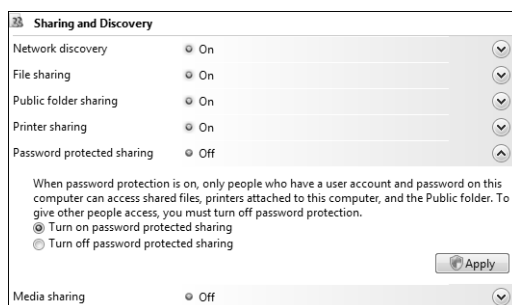 Sharing and Discovery
Network discovery On
File sharing On
Public folder sharing On
Printer sharing On
Password protected sharing Off
When password protection is on, only people who have a user account and password on this
computer can access shared files, printers attached to this computer, and the Public folder. To
give other people access, you must turn off password protection.
Turn on password protected sharing
Turn off password protected sharing
Apply
Media sharing Off